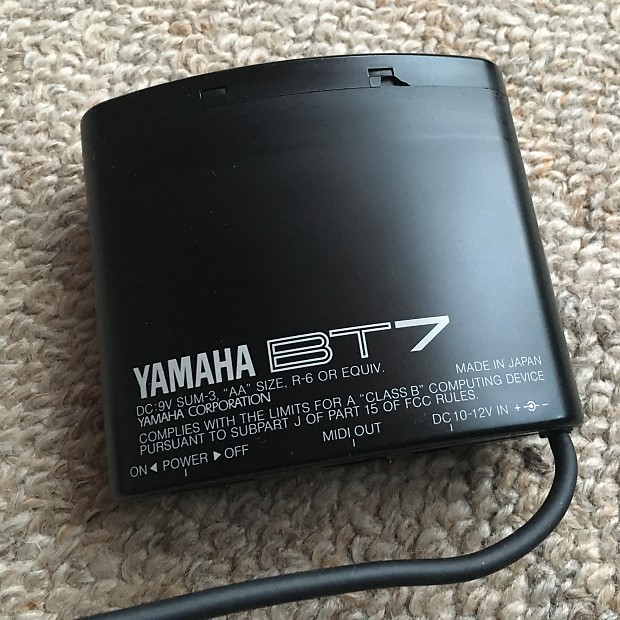 YAMAHA BT7
DC:9V SUM-3, "AA" SIZE, R-6 OR EQUIV. MADE IN JAPAN
YAMAHA CORPORATION
COMPLIES WITH THE LIMITS FOR A "CLASS B" COMPUTING DEVICE
PURSUANT TO SUBPART J OF PART 15 OF FCC RULES.
ON ◀ POWER ▶ OFF MIDI OUT DC 10-12V IN + -